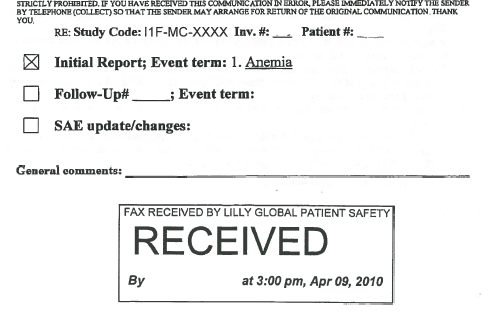 STRICTLY PROHIBITED. IF YOU HAVE RECEIVED THIS COMMUNICATION IN ERROR, PLEASE IMMEDIATELY NOTIFY THE SENDER
BY TELEPHONE (COLLECT) SO THAT THE SENDER MAY ARRANGE FOR RETURN OF THE ORIGINAL COMMUNICATION. THANK
YOU.
RE: Study Code: I1F-MC-XXXX Inv. #: ___ Patient #: ____
☒ Initial Report; Event term: 1. Anemia
☐ Follow-Up# _____; Event term:
☐ SAE update/changes:
General comments: ____________________
FAX RECEIVED BY LILLY GLOBAL PATIENT SAFETY
RECEIVED
By at 3:00 pm, Apr 09, 2010